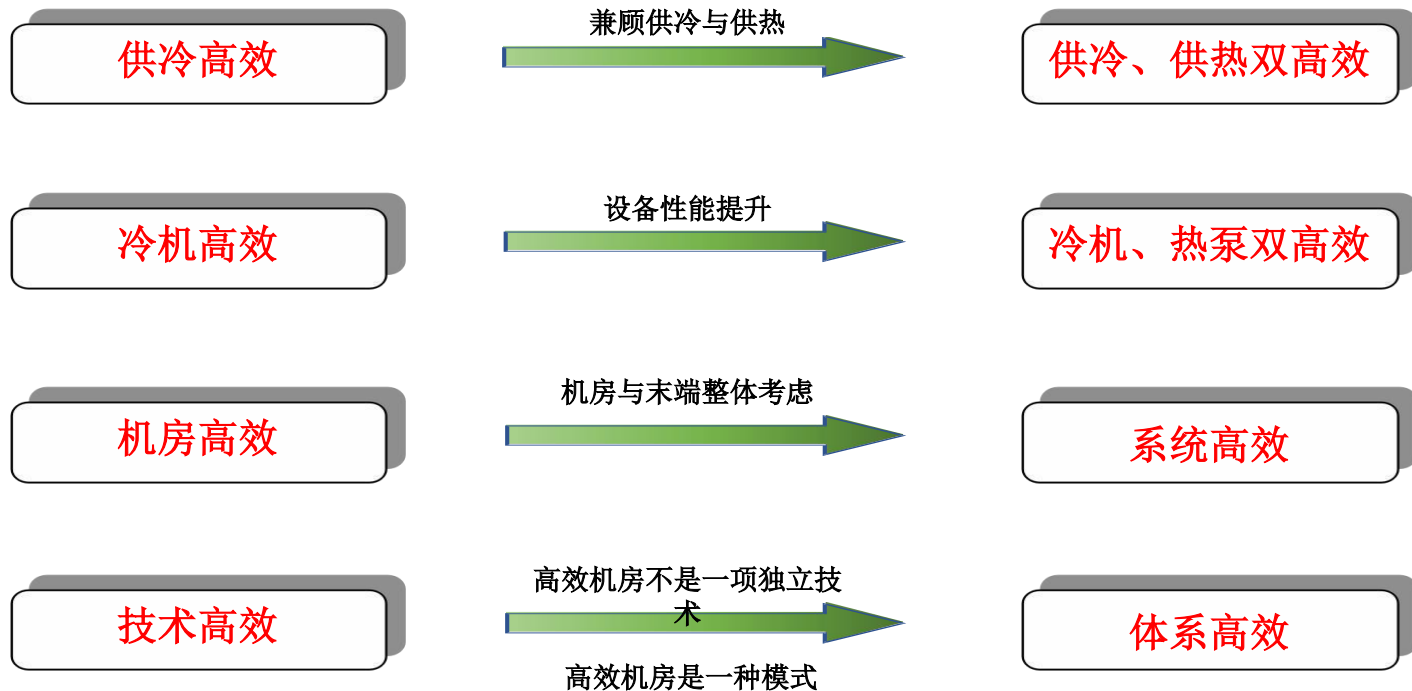 兼顾供冷与供热
供冷高效
供冷、供热双高效
设备性能提升
冷机高效
冷机、热泵双高效
机房与末端整体考虑
机房高效
系统高效
高效机房不是一项独立技
术
技术高效
体系高效
高效机房是一种模式